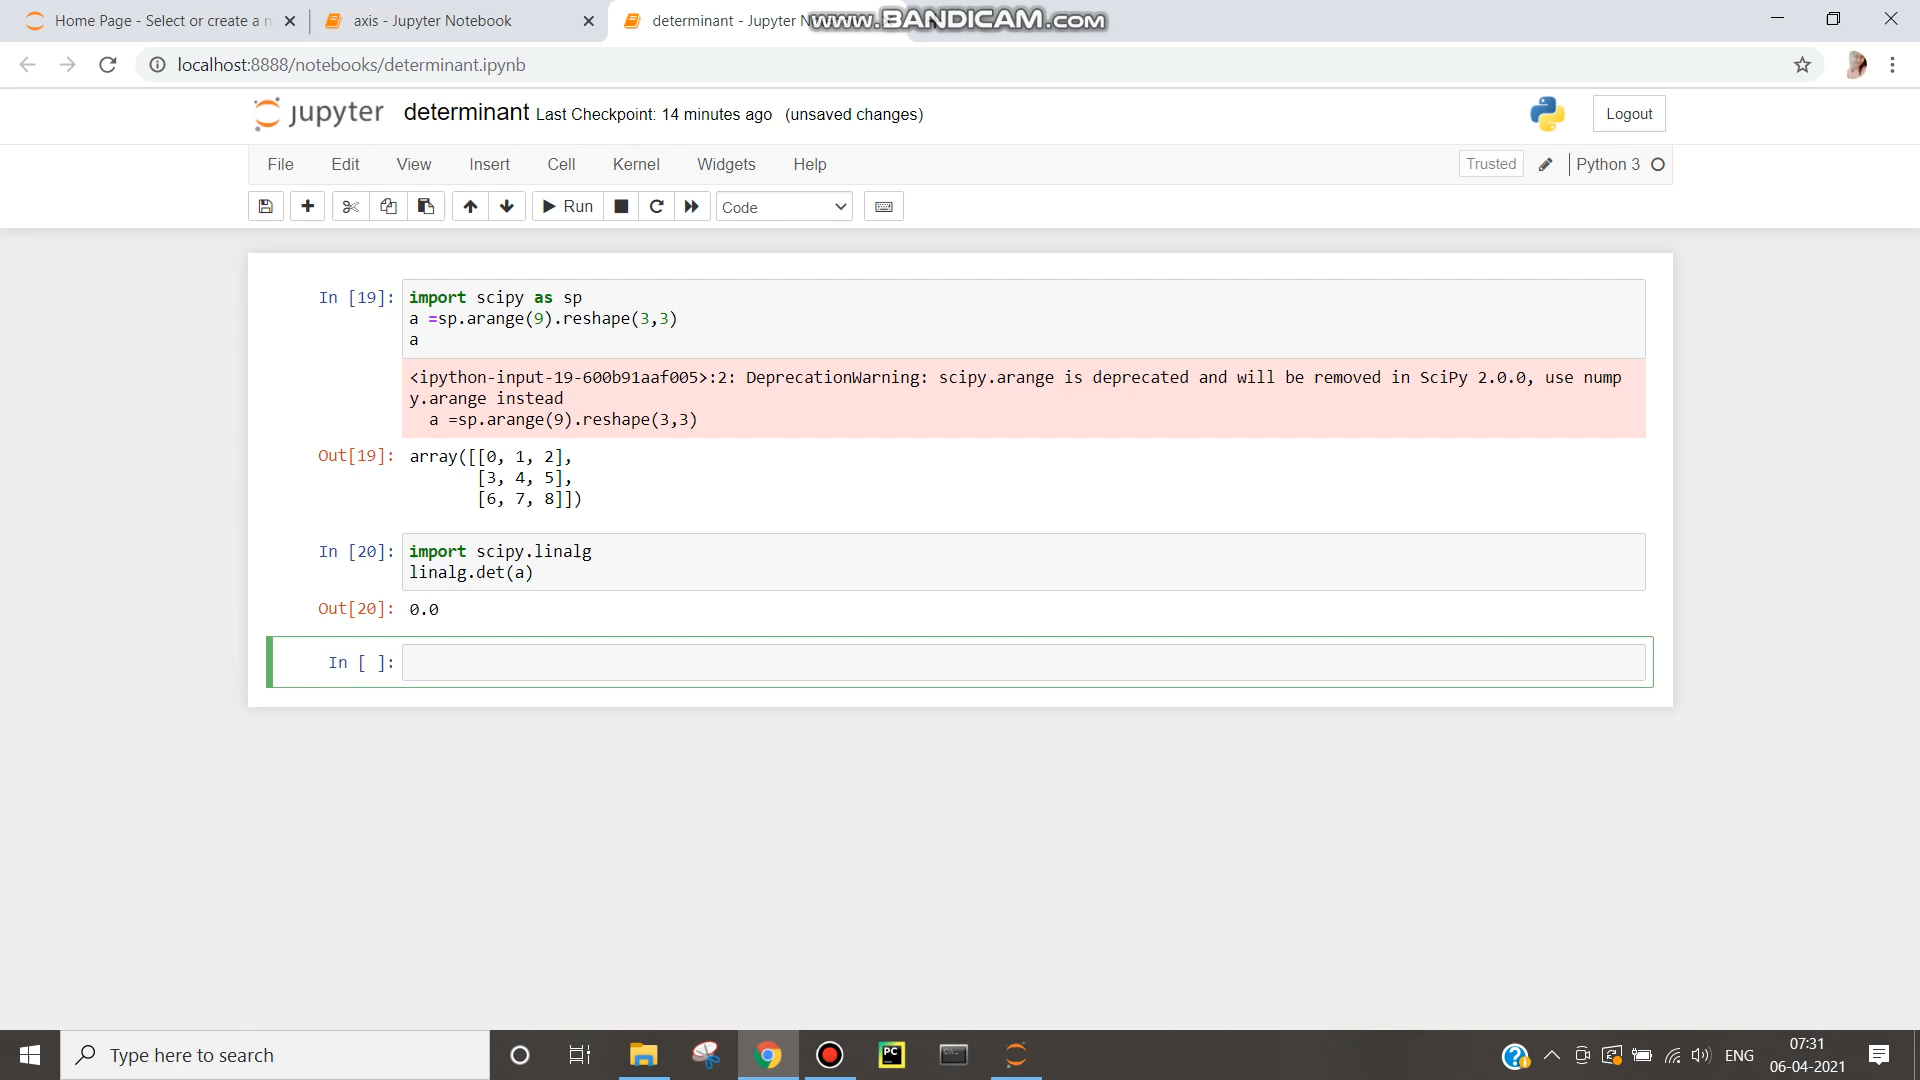 Home Page - Select or create a n
axis - Jupyter Notebook
determinant - Jupyter N
www.BANDICAM.com
localhost:8888/notebooks/determinant.ipynb
jupyter determinant Last Checkpoint: 14 minutes ago (unsaved changes)
Logout
File Edit View Insert Cell Kernel Widgets Help
Trusted
Python 3
Run
Code
In [19]: import scipy as sp
a =sp.arange(9).reshape(3,3)
a
<ipython-input-19-600b91aaf005>:2: DeprecationWarning: scipy.arange is deprecated and will be removed in SciPy 2.0.0, use nump
y.arange instead
a =sp.arange(9).reshape(3,3)
Out[19]: array([[0, 1, 2],
[3, 4, 5],
[6, 7, 8]])
In [20]: import scipy.linalg
linalg.det(a)
Out[20]: 0.0
In [ ]:
Type here to search
PC
ENG
07:31
06-04-2021